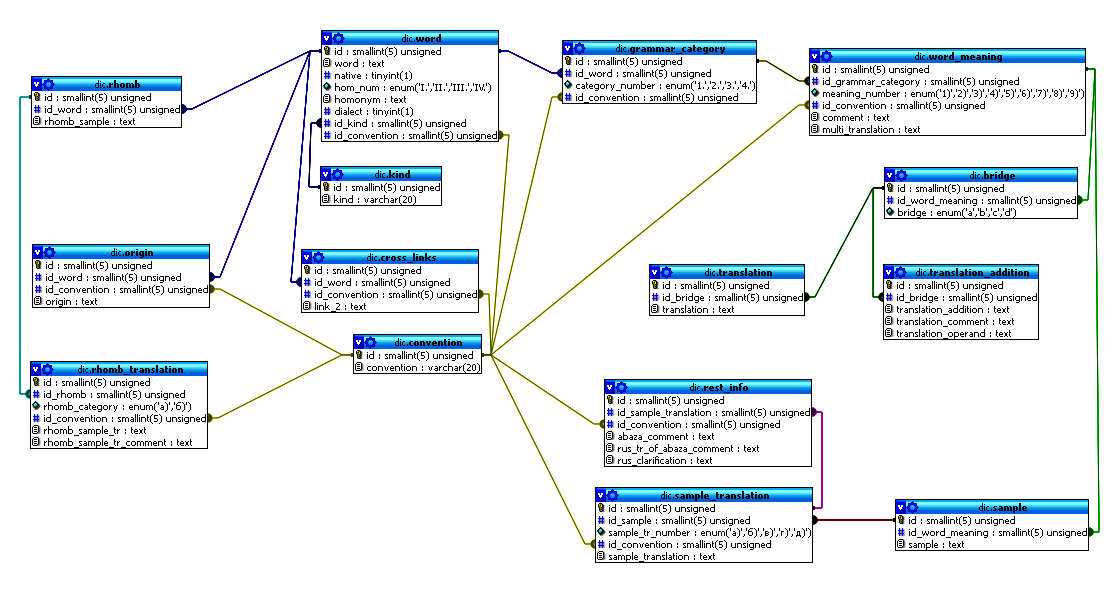 dic.word
id : smallint(5) unsigned
word : text
native : tinyint(1)
hom_num : enum('I.','II.','III.','IV.')
homonym : text
dialect : tinyint(1)
id_kind : smallint(5) unsigned
id_convention : smallint(5) unsigned
dic.grammar_category
id : smallint(5) unsigned
id_word : smallint(5) unsigned
category_number : enum('1.','2.','3.','4.')
id_convention : smallint(5) unsigned
dic.word_meaning
id : smallint(5) unsigned
id_grammar_category : smallint(5) unsigned
meaning_number : enum('1)','2)','3)','4)','5)','6)','7)','8)','9)')
id_convention : smallint(5) unsigned
comment : text
multi_translation : text
dic.rhomb
id : smallint(5) unsigned
id_word : smallint(5) unsigned
rhomb_sample : text
dic.kind
id : smallint(5) unsigned
kind : varchar(20)
dic.bridge
id : smallint(5) unsigned
id_word_meaning : smallint(5) unsigned
bridge : enum('a','b','c','d')
dic.origin
id : smallint(5) unsigned
id_word : smallint(5) unsigned
id_convention : smallint(5) unsigned
origin : text
dic.cross_links
id : smallint(5) unsigned
id_word : smallint(5) unsigned
id_convention : smallint(5) unsigned
link_2 : text
dic.translation
id : smallint(5) unsigned
id_bridge : smallint(5) unsigned
translation : text
dic.translation_addition
id : smallint(5) unsigned
id_bridge : smallint(5) unsigned
translation_addition : text
translation_comment : text
translation_operand : text
dic.convention
id : smallint(5) unsigned
convention : varchar(20)
dic.rhomb_translation
id : smallint(5) unsigned
id_rhomb : smallint(5) unsigned
rhomb_category : enum('а)','б)')
id_convention : smallint(5) unsigned
rhomb_sample_tr : text
rhomb_sample_tr_comment : text
dic.rest_info
id : smallint(5) unsigned
id_sample_translation : smallint(5) unsigned
id_convention : smallint(5) unsigned
abaza_comment : text
rus_tr_of_abaza_comment : text
rus_clarification : text
dic.sample_translation
id : smallint(5) unsigned
id_sample : smallint(5) unsigned
sample_tr_number : enum('а)','б)','в)','г)','д)')
id_convention : smallint(5) unsigned
sample_translation : text
dic.sample
id : smallint(5) unsigned
id_word_meaning : smallint(5) unsigned
sample : text